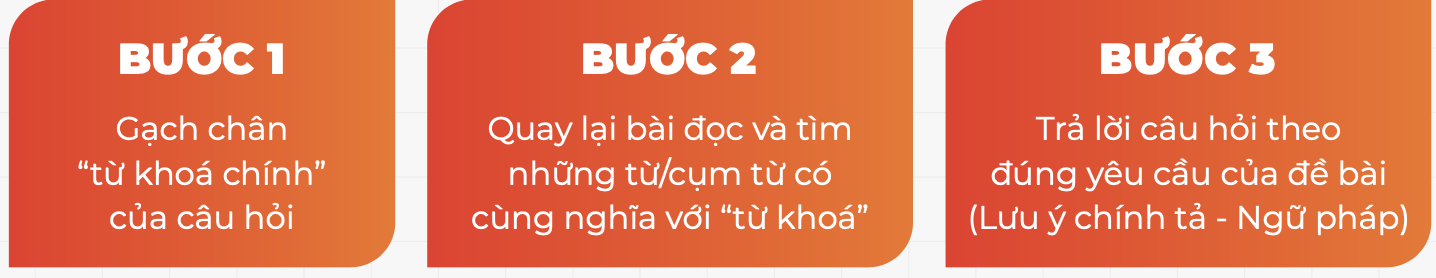 BƯỚC 1
Gạch chân
“từ khoá chính”
của câu hỏi
BƯỚC 2
Quay lại bài đọc và tìm
những từ/cụm từ có
cùng nghĩa với “từ khoá”
BƯỚC 3
Trả lời câu hỏi theo
đúng yêu cầu của đề bài
(Lưu ý chính tả - Ngữ pháp)